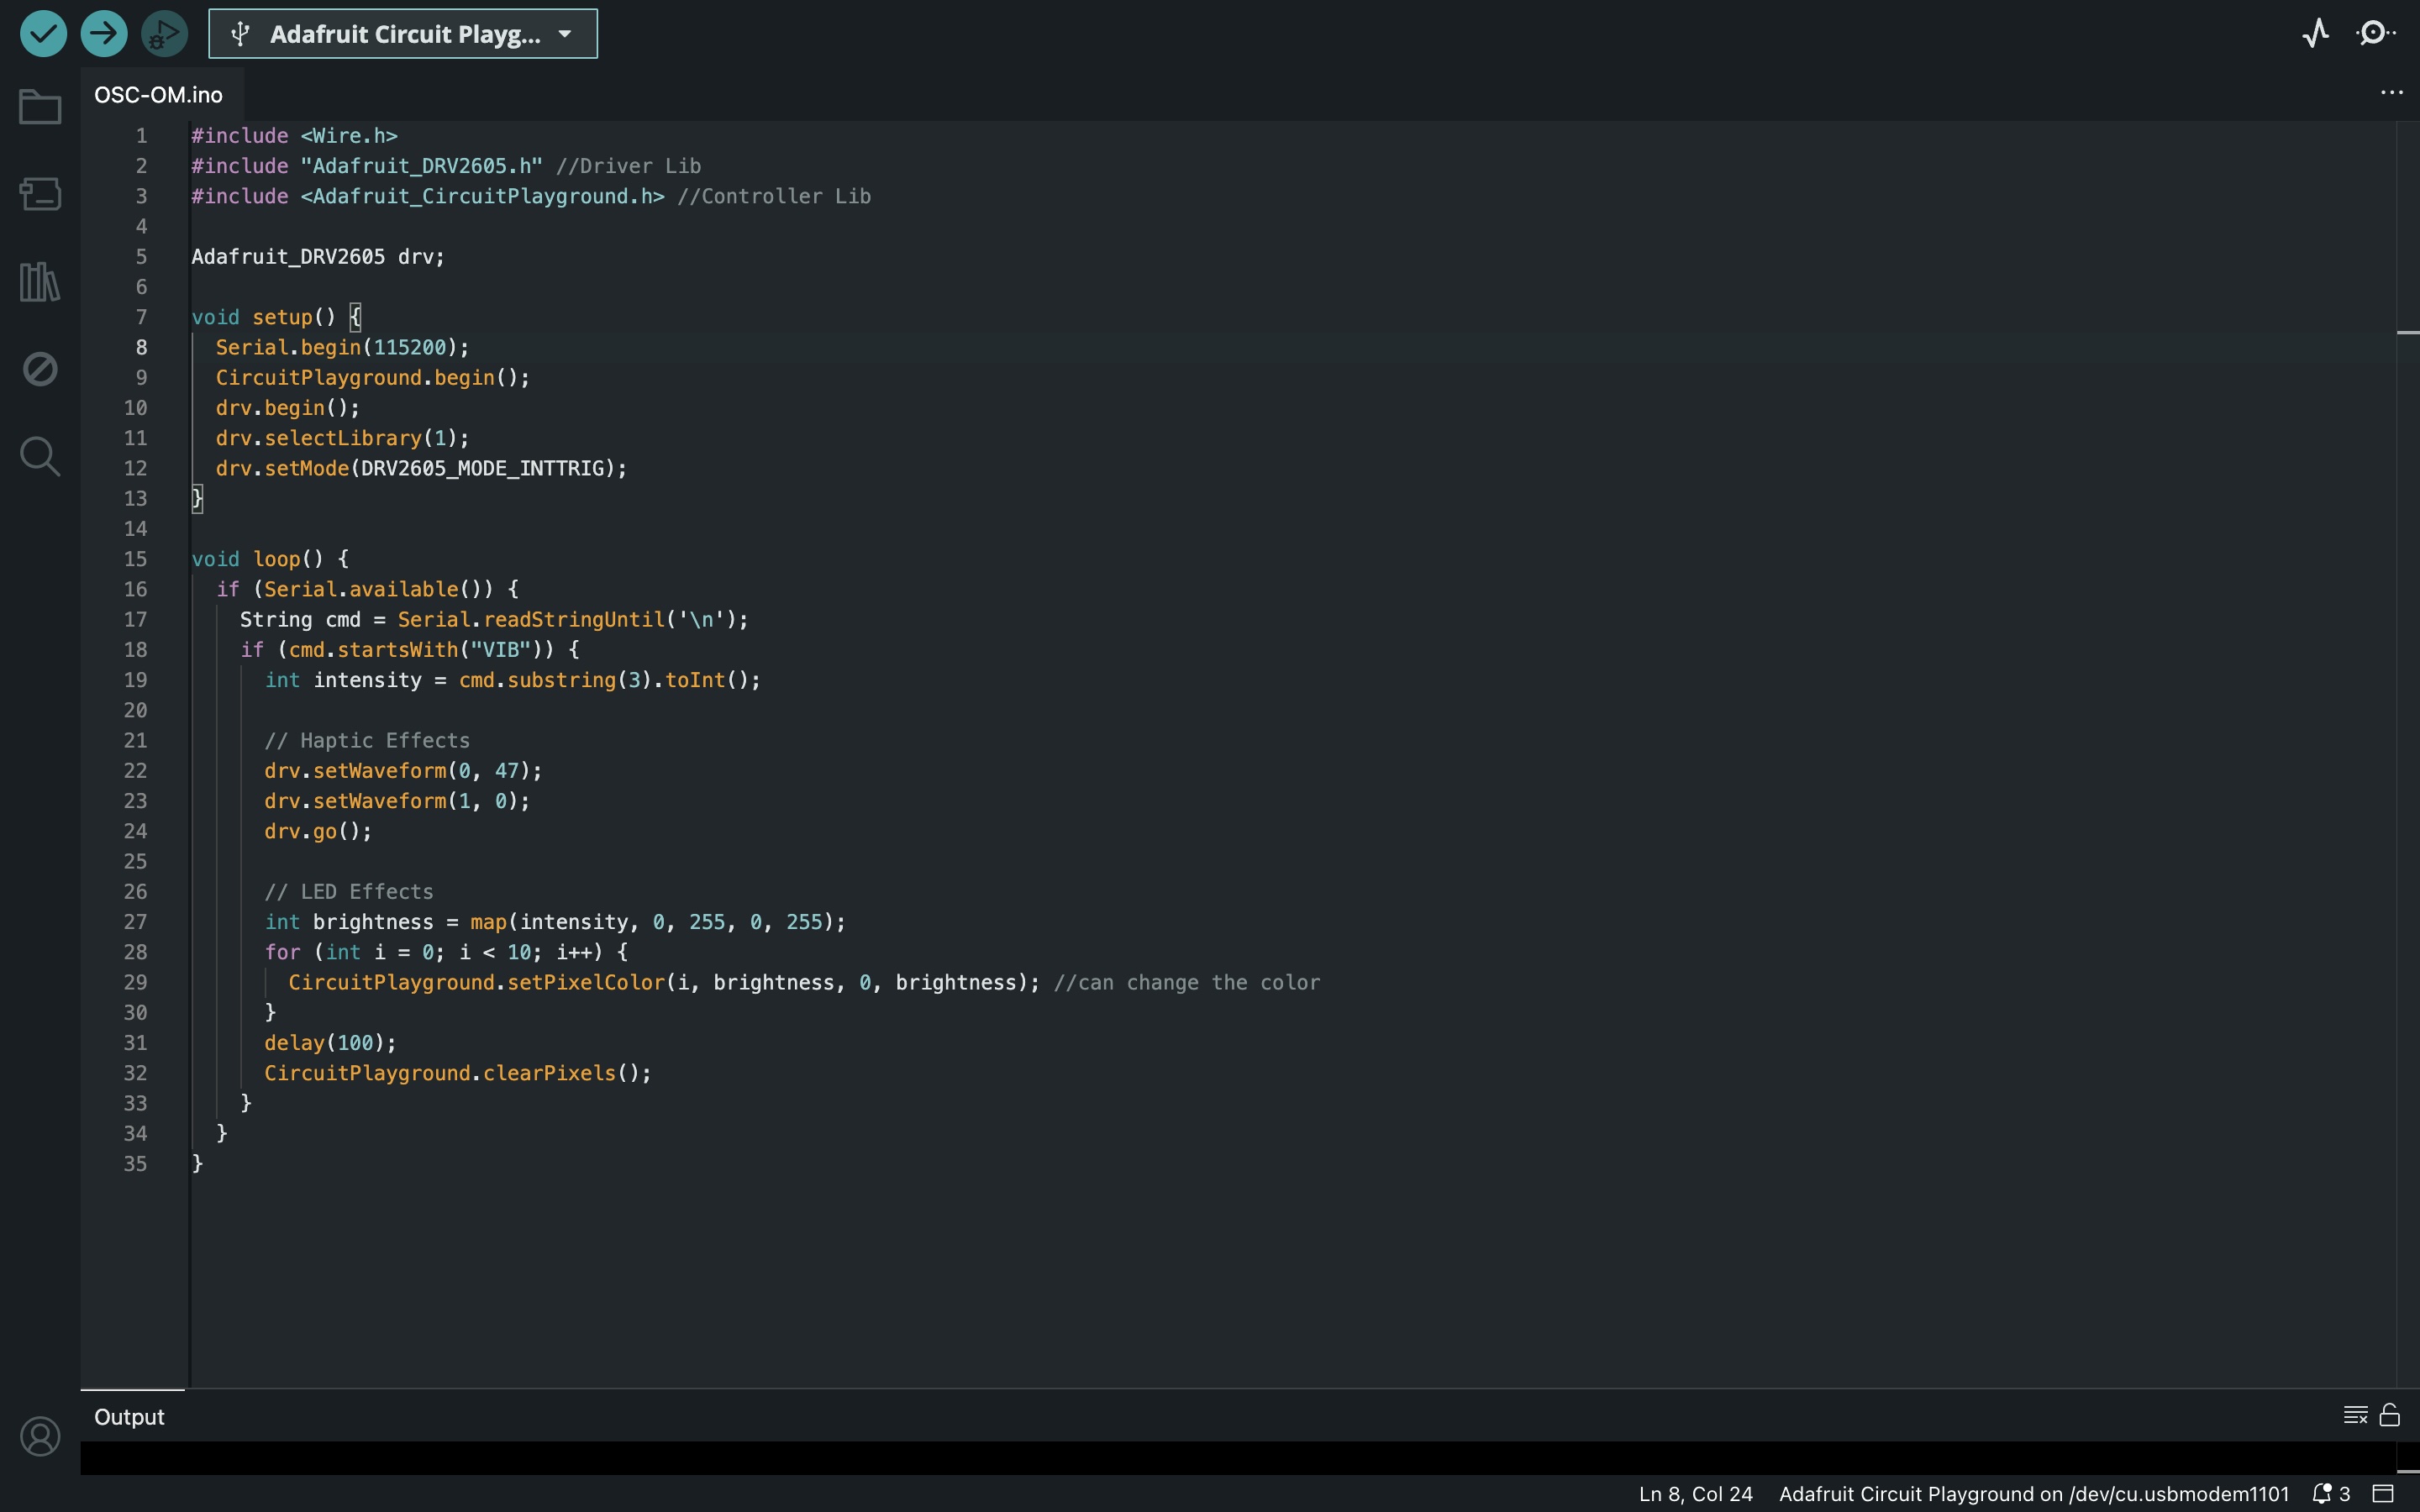 Adafruit Circuit Playg...
OSC-OM.ino
1 #include <Wire.h>
2 #include "Adafruit_DRV2605.h" //Driver Lib
3 #include <Adafruit_CircuitPlayground.h> //Controller Lib
4
5 Adafruit_DRV2605 drv;
6
7 void setup() {
8 Serial.begin(115200);
9 CircuitPlayground.begin();
10 drv.begin();
11 drv.selectLibrary(1);
12 drv.setMode(DRV2605_MODE_INTTRIG);
13 }
14
15 void loop() {
16 if (Serial.available()) {
17 String cmd = Serial.readStringUntil('\n');
18 if (cmd.startsWith("VIB")) {
19 int intensity = cmd.substring(3).toInt();
20
21 // Haptic Effects
22 drv.setWaveform(0, 47);
23 drv.setWaveform(1, 0);
24 drv.go();
25
26 // LED Effects
27 int brightness = map(intensity, 0, 255, 0, 255);
28 for (int i = 0; i < 10; i++) {
29 CircuitPlayground.setPixelColor(i, brightness, 0, brightness); //can change the color
30 }
31 delay(100);
32 CircuitPlayground.clearPixels();
33 }
34 }
35 }
Output
Ln 8, Col 24 Adafruit Circuit Playground on /dev/cu.usbmodem1101 3